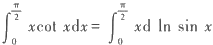 ∫₀^{π/2} xcot xdx = ∫₀^{π/2} xd ln sin x